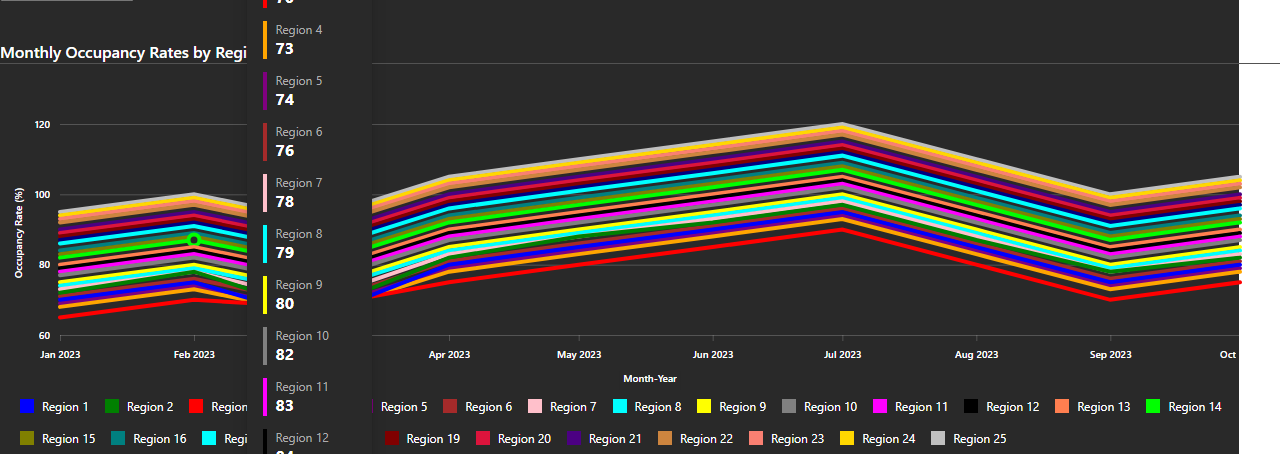 Monthly Occupancy Rates by Regi
70
Region 4
73
Region 5
74
Region 6
76
Region 7
78
Region 8
79
Region 9
80
Region 10
82
Region 11
83
Region 12
Occupancy Rate (%)
120
100
80
60
Jan 2023 Feb 2023 Apr 2023 May 2023 Jun 2023 Jul 2023 Aug 2023 Sep 2023 Oct
Month-Year
Region 1 Region 2 Region Region 5 Region 6 Region 7 Region 8 Region 9 Region 10 Region 11 Region 12 Region 13 Region 14
Region 15 Region 16 Regi Region 19 Region 20 Region 21 Region 22 Region 23 Region 24 Region 25